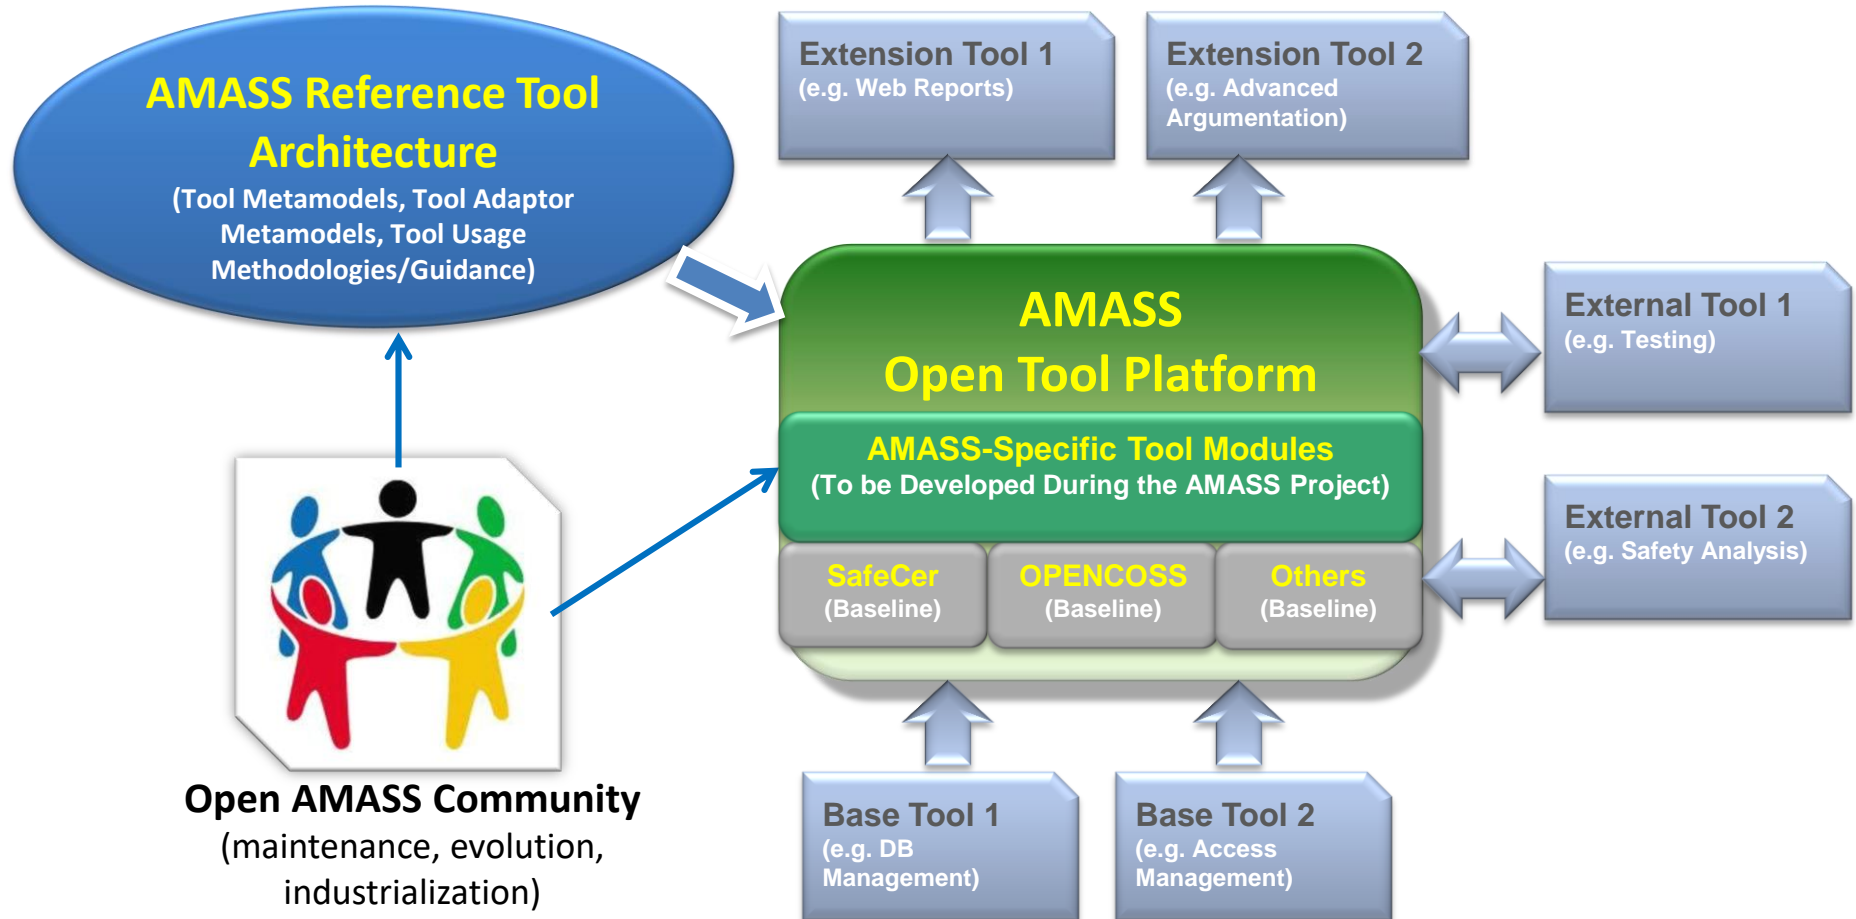 AMASS Reference Tool
Architecture
(Tool Metamodels, Tool Adaptor
Metamodels, Tool Usage
Methodologies/Guidance)
Extension Tool 1
(e.g. Web Reports)
Extension Tool 2
(e.g. Advanced
Argumentation)
AMASS
Open Tool Platform
AMASS-Specific Tool Modules
(To be Developed During the AMASS Project)
SafeCer
(Baseline)
OPENCOSS
(Baseline)
Others
(Baseline)
External Tool 1
(e.g. Testing)
External Tool 2
(e.g. Safety Analysis)
Open AMASS Community
(maintenance, evolution,
industrialization)
Base Tool 1
(e.g. DB
Management)
Base Tool 2
(e.g. Access
Management)